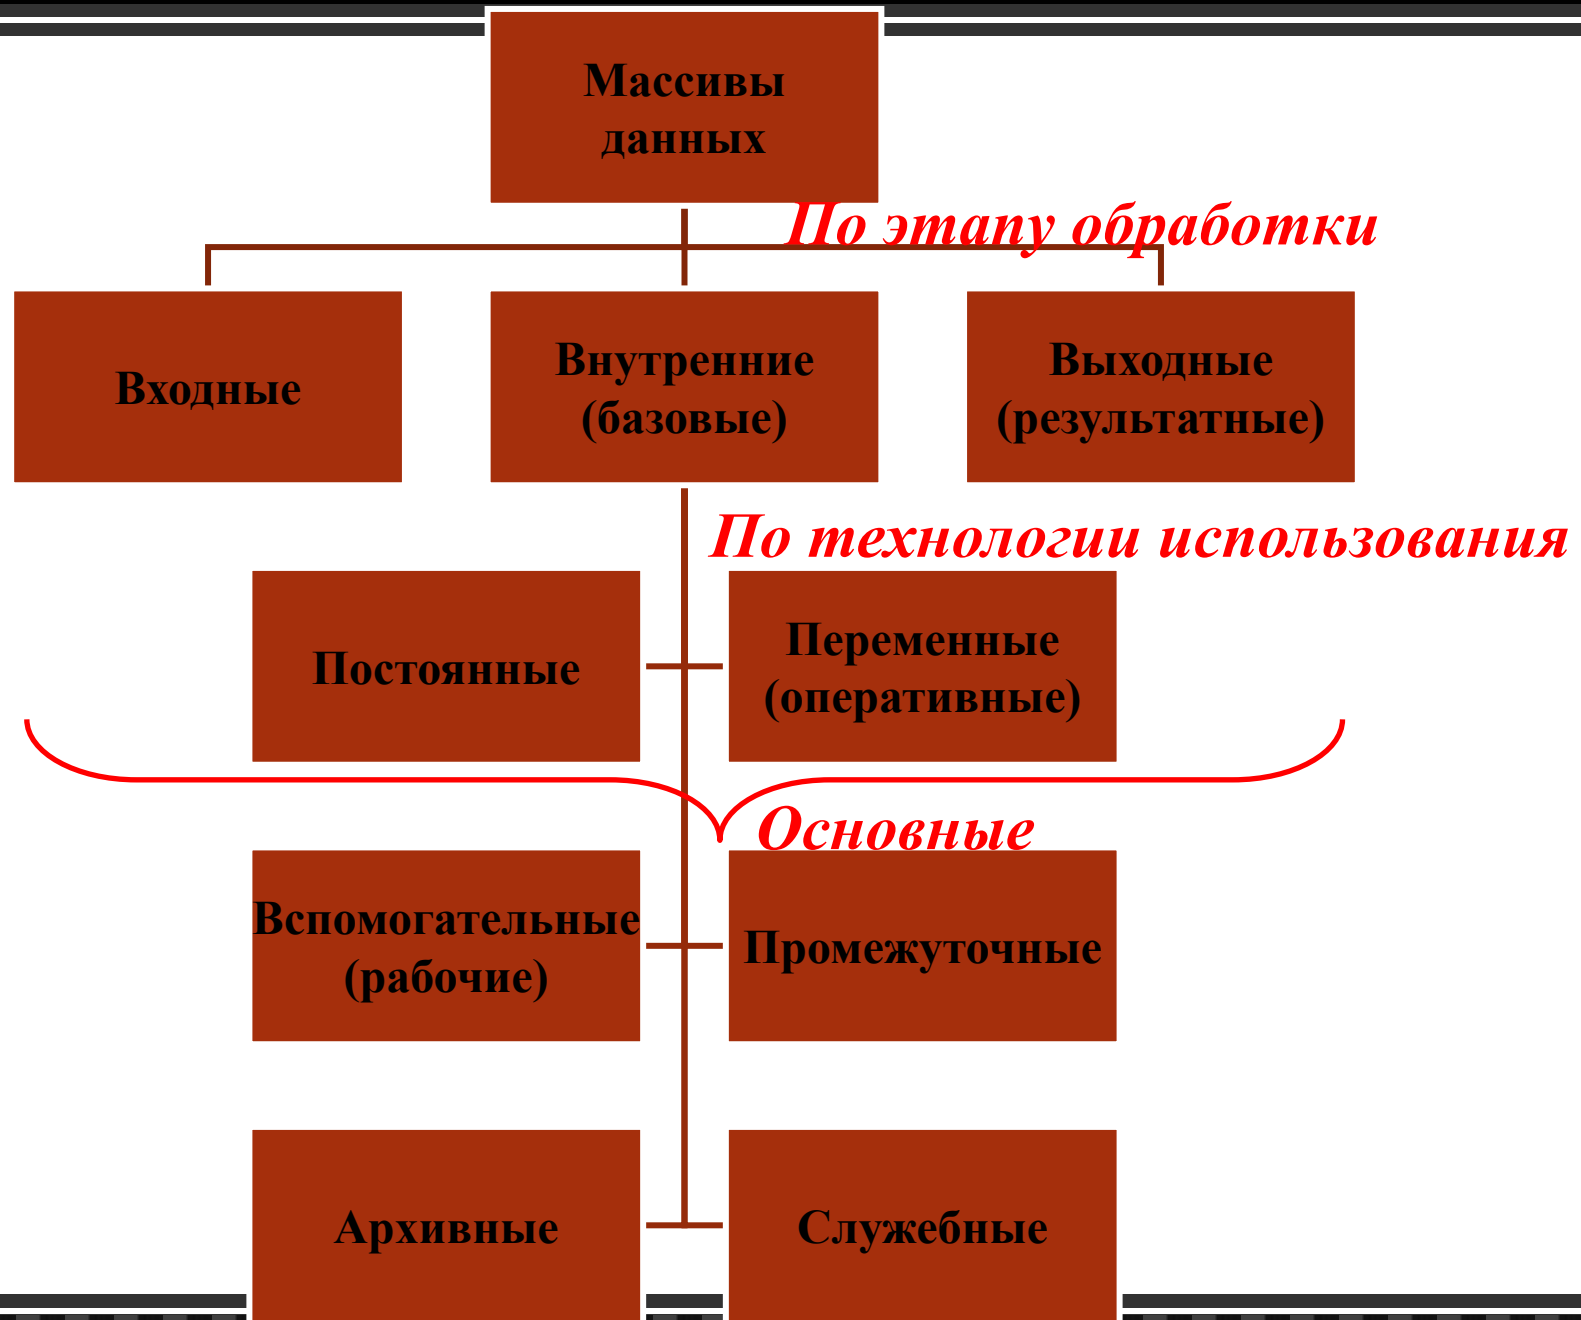 Массивы
данных
По этапу обработки
Входные
Внутренние
(базовые)
Выходные
(результатные)
По технологии использования
Постоянные
Переменные
(оперативные)
Основные
Вспомогательные
(рабочие)
Промежуточные
Архивные
Служебные